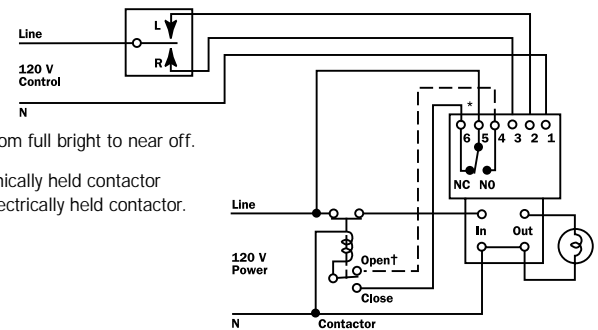 L
Line
R
120 V
Control
N
*
6 5 4 3 2 1
om full bright to near off.
NC NO
nically held contactor
ectrically held contactor.
Line
In Out
120 V
Power
Open†
Close
N
Contactor